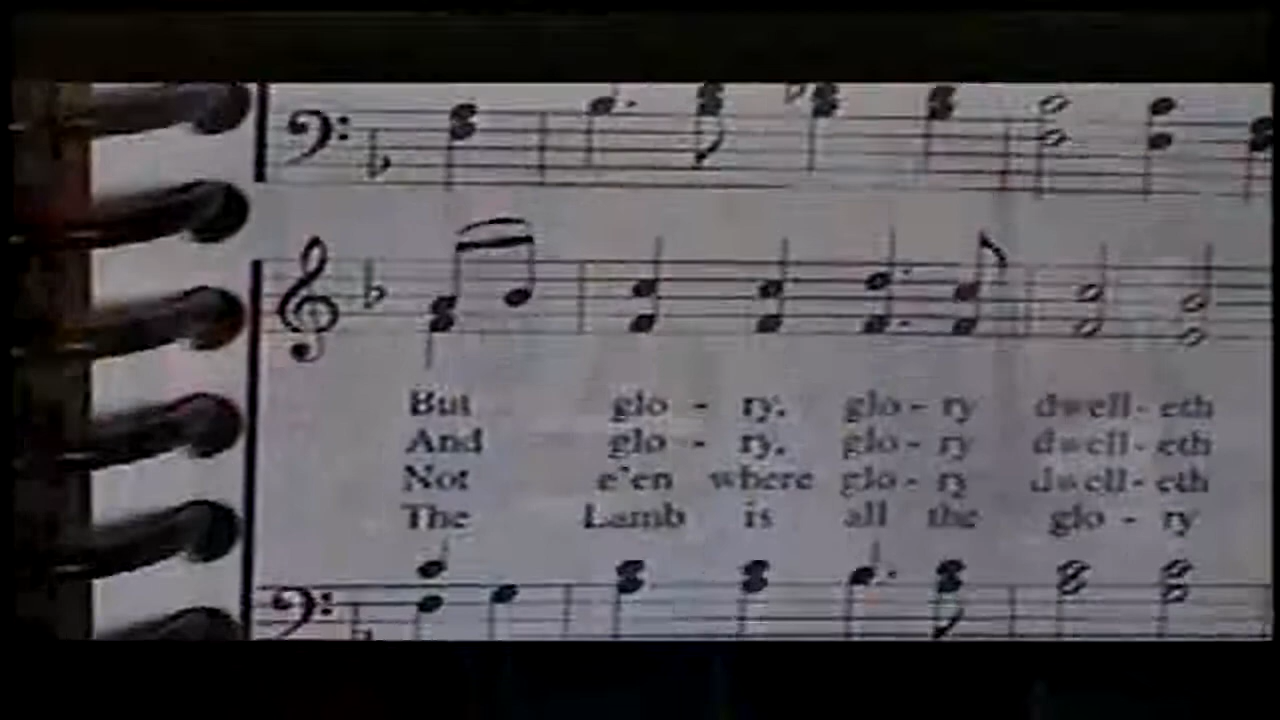 But glo - ry, glo - ry dwell - eth
And glo - ry, glo - ry dwell - eth
Not e'en where glo - ry dwell - eth
The Lamb is all the glo - ry